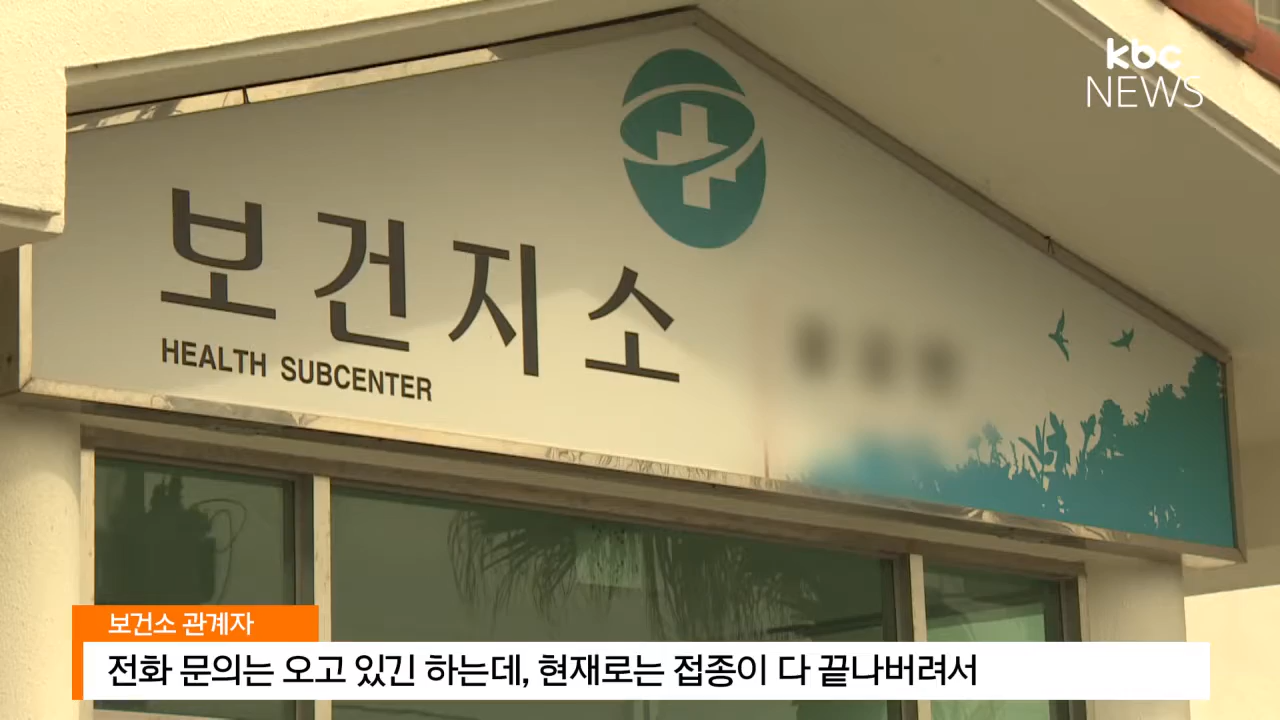 kbc
NEWS
보건지소
HEALTH SUBCENTER
보건소 관계자
전화 문의는 오고 있긴 하는데, 현재로는 접종이 다 끝나버려서